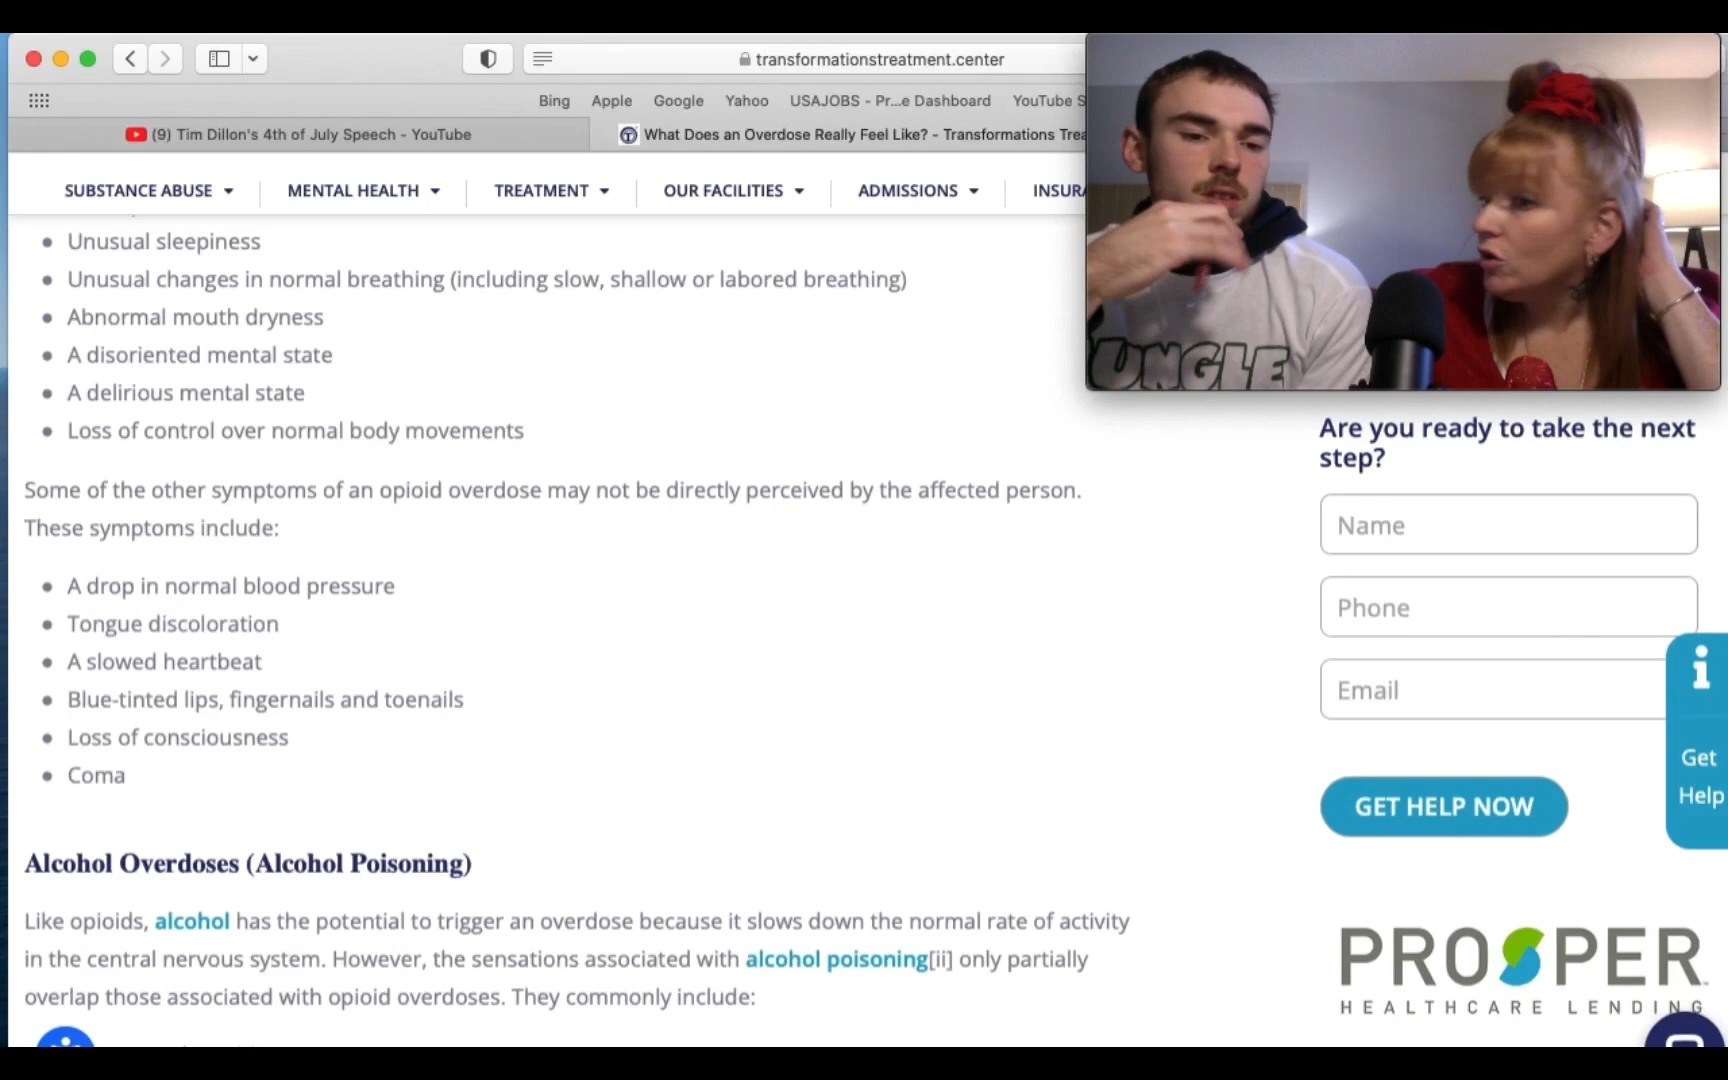 transformationstreatment.center
Bing Apple Google Yahoo USAJOBS - Pr...e Dashboard YouTube S
(9) Tim Dillon's 4th of July Speech - YouTube
What Does an Overdose Really Feel Like? - Transformations Trea
SUBSTANCE ABUSE MENTAL HEALTH TREATMENT OUR FACILITIES ADMISSIONS INSURA
Unusual sleepiness
Unusual changes in normal breathing (including slow, shallow or labored breathing)
Abnormal mouth dryness
A disoriented mental state
A delirious mental state
Loss of control over normal body movements
Some of the other symptoms of an opioid overdose may not be directly perceived by the affected person.
These symptoms include:
A drop in normal blood pressure
Tongue discoloration
A slowed heartbeat
Blue-tinted lips, fingernails and toenails
Loss of consciousness
Coma
Alcohol Overdoses (Alcohol Poisoning)
Like opioids, alcohol has the potential to trigger an overdose because it slows down the normal rate of activity
in the central nervous system. However, the sensations associated with alcohol poisoning[ii] only partially
overlap those associated with opioid overdoses. They commonly include:
UNGLE
Are you ready to take the next
step?
Name
Phone
Email
GET HELP NOW
Get
Help
PROSPER
HEALTHCARE LENDING